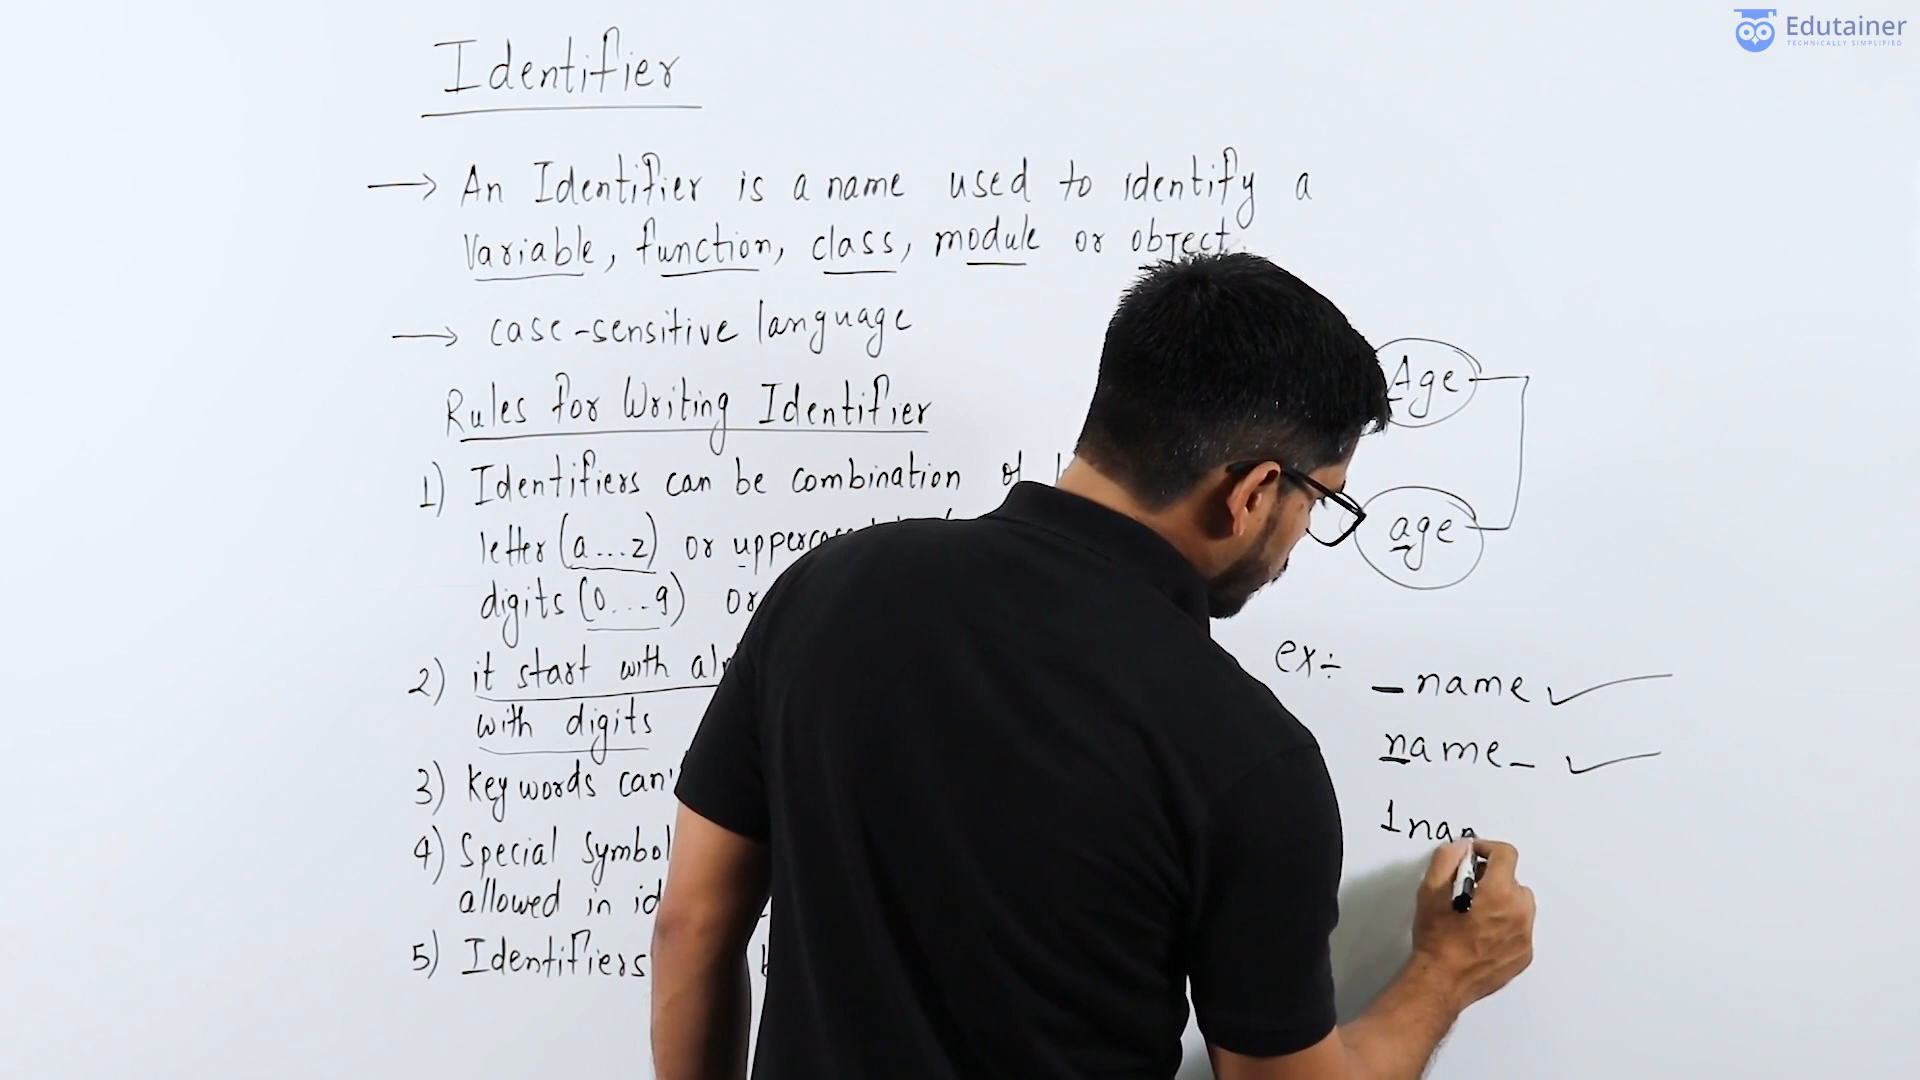 Edutainer
TECHNICALLY SIMPLIFIED
Identifier
→ An Identifier is a name used to identify a
variable, function, class, module or object.
→ case-sensitive language
Rules for Writing Identifier
1) Identifiers can be combination of
letter (a...z) or uppercase
digits (0...9) or
2) it start with
with digits
3) Keywords can't
4) Special Symbol
allowed in id
5) Identifiers
Age
age
ex÷
_name ✓
name_ ✓
1nam